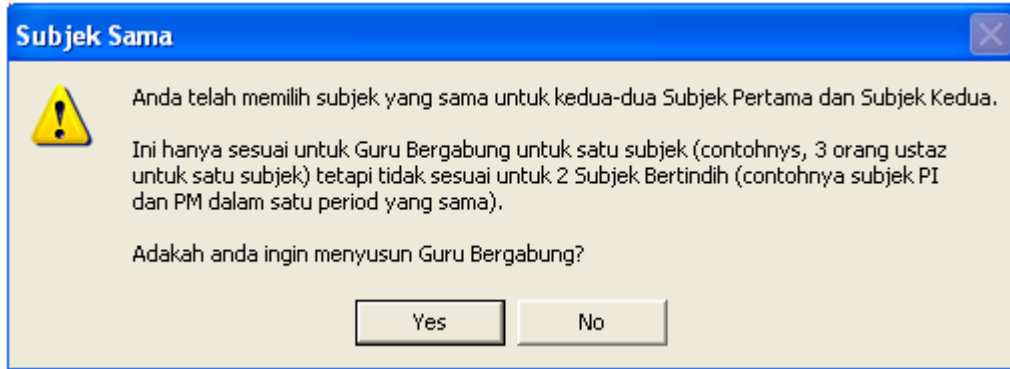 Subjek Sama
Anda telah memilih subjek yang sama untuk kedua-dua Subjek Pertama dan Subjek Kedua.
Ini hanya sesuai untuk Guru Bergabung untuk satu subjek (contohnys, 3 orang ustaz
untuk satu subjek) tetapi tidak sesuai untuk 2 Subjek Bertindih (contohnya subjek PI
dan PM dalam satu period yang sama).
Adakah anda ingin menyusun Guru Bergabung?
Yes
No